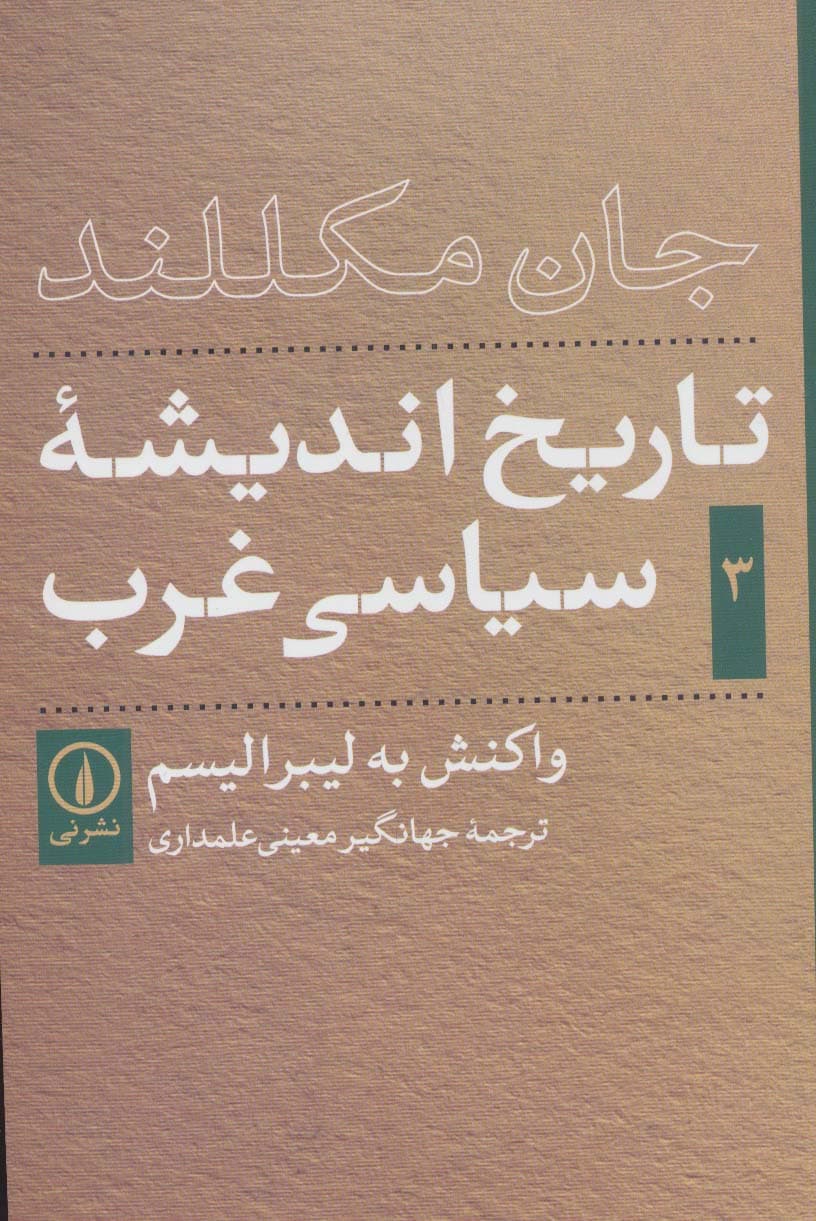 جان مکللند
تاریخ اندیشهٔ
سیاسی غرب
۳
واکنش به لیبرالیسم
ترجمهٔ جهانگیر معینی‌علمداری
نشرنی